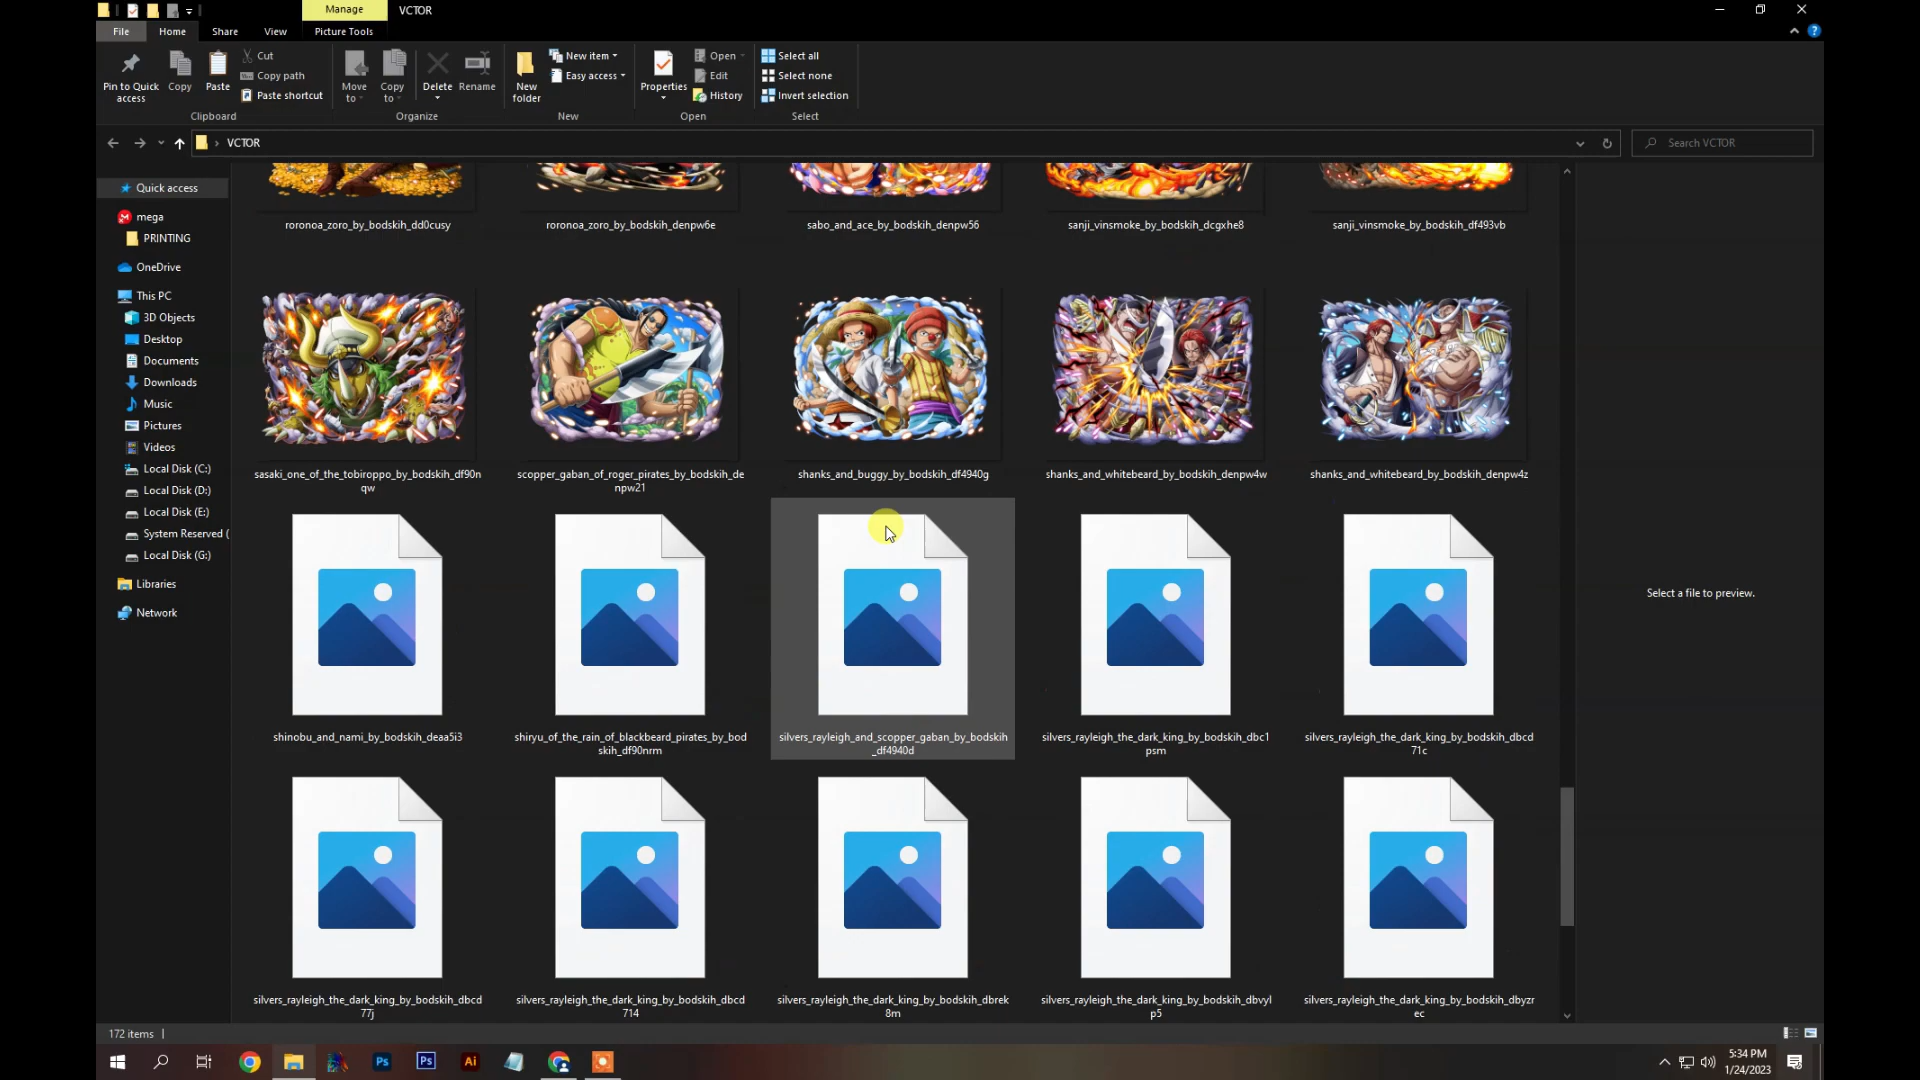 Manage
VCTOR
File
Home
Share
View
Picture Tools
Pin to Quick
access
Copy
Paste
Cut
Copy path
Paste shortcut
Clipboard
Move
to
Copy
to
Delete
Rename
Organize
New
folder
New item
Easy access
New
Properties
Open
Edit
History
Open
Select all
Select none
Invert selection
Select
VCTOR
Search VCTOR
Quick access
mega
PRINTING
OneDrive
This PC
3D Objects
Desktop
Documents
Downloads
Music
Pictures
Videos
Local Disk (C:)
Local Disk (D:)
Local Disk (E:)
System Reserved (
Local Disk (G:)
Libraries
Network
roronoa_zoro_by_bodskih_dd0cusy
roronoa_zoro_by_bodskih_denpw6e
sabo_and_ace_by_bodskih_denpw56
sanji_vinsmoke_by_bodskih_dcgxhe8
sanji_vinsmoke_by_bodskih_df493vb
sasaki_one_of_the_tobiroppo_by_bodskih_df90n
qw
scopper_gaban_of_roger_pirates_by_bodskih_de
npw21
shanks_and_buggy_by_bodskih_df4940g
shanks_and_whitebeard_by_bodskih_denpw4w
shanks_and_whitebeard_by_bodskih_denpw4z
shinobu_and_nami_by_bodskih_deaa5i3
shiryu_of_the_rain_of_blackbeard_pirates_by_bod
skih_df90nrm
silvers_rayleigh_and_scopper_gaban_by_bodskih
_df4940d
silvers_rayleigh_the_dark_king_by_bodskih_dbc1
psm
silvers_rayleigh_the_dark_king_by_bodskih_dbcd
71c
silvers_rayleigh_the_dark_king_by_bodskih_dbcd
77j
silvers_rayleigh_the_dark_king_by_bodskih_dbcd
714
silvers_rayleigh_the_dark_king_by_bodskih_dbrek
8m
silvers_rayleigh_the_dark_king_by_bodskih_dbvyl
p5
silvers_rayleigh_the_dark_king_by_bodskih_dbyzr
ec
Select a file to preview.
172 items
Ps
Ps
Ai
5:34 PM
1/24/2023